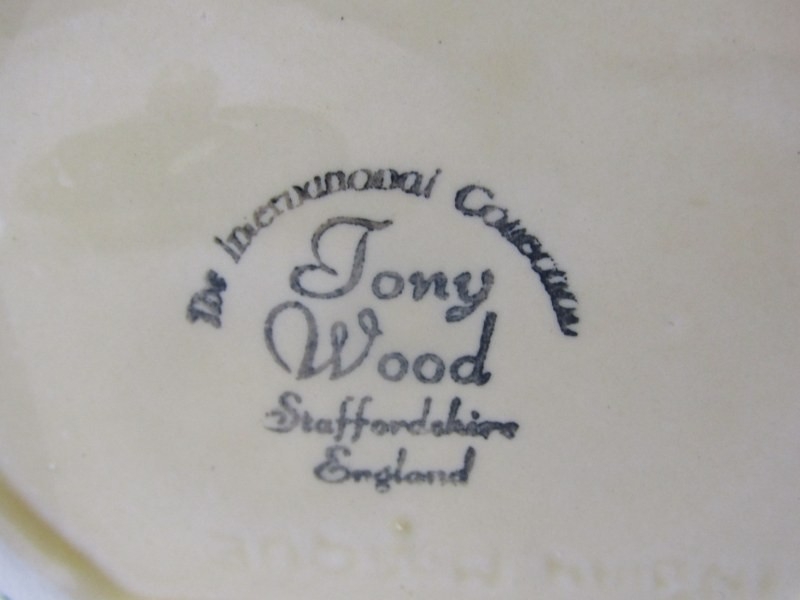 The International Collection
Tony
Wood
Staffordshire
England